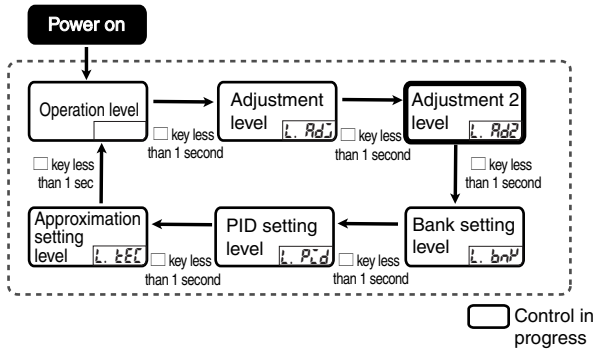 Power on
Operation level
Adjustment
level
L. AdJ
Adjustment 2
level
L. Ad2
key less
than 1 second
key less
than 1 second
key less
than 1 sec
key less
than 1 second
Approximation
setting
level
L. tEC
PID setting
level
L. Pid
Bank setting
level
L. bnK
key less
than 1 second
key less
than 1 second
Control in
progress